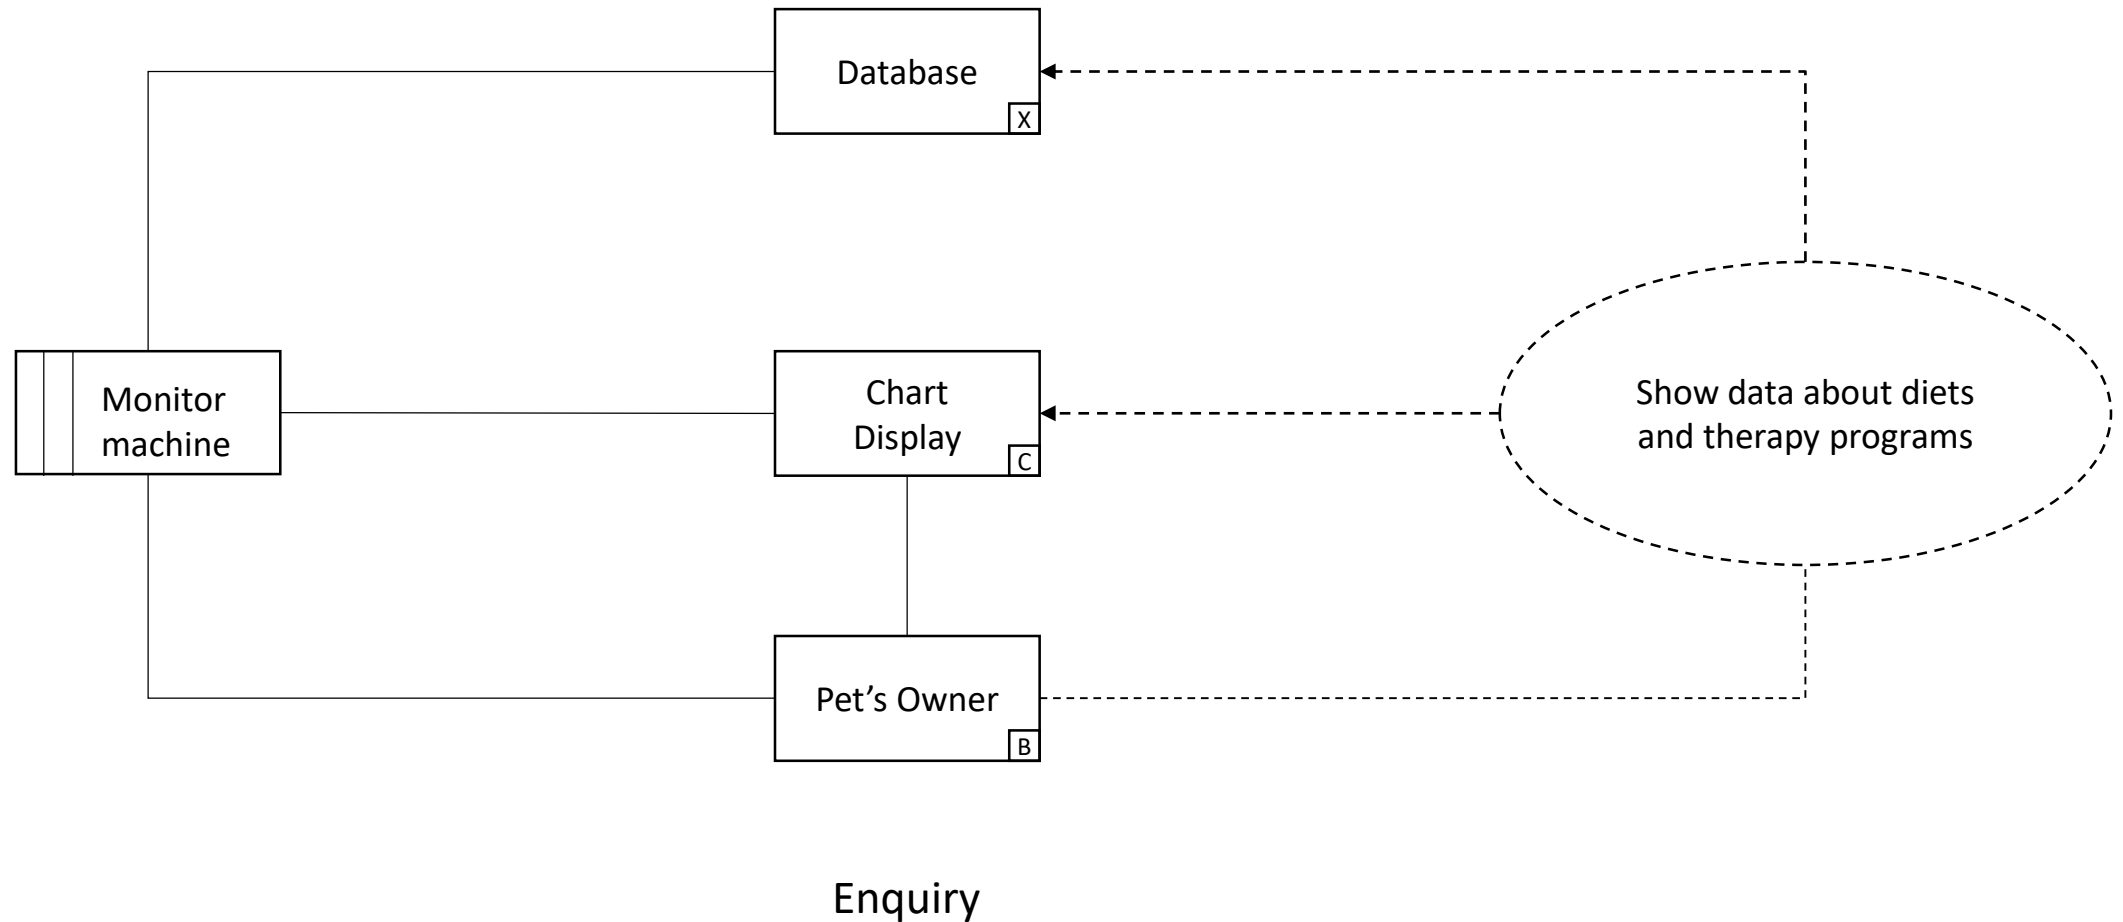 Database
X
Monitor
machine
Chart
Display
C
Show data about diets
and therapy programs
Pet’s Owner
B
Enquiry